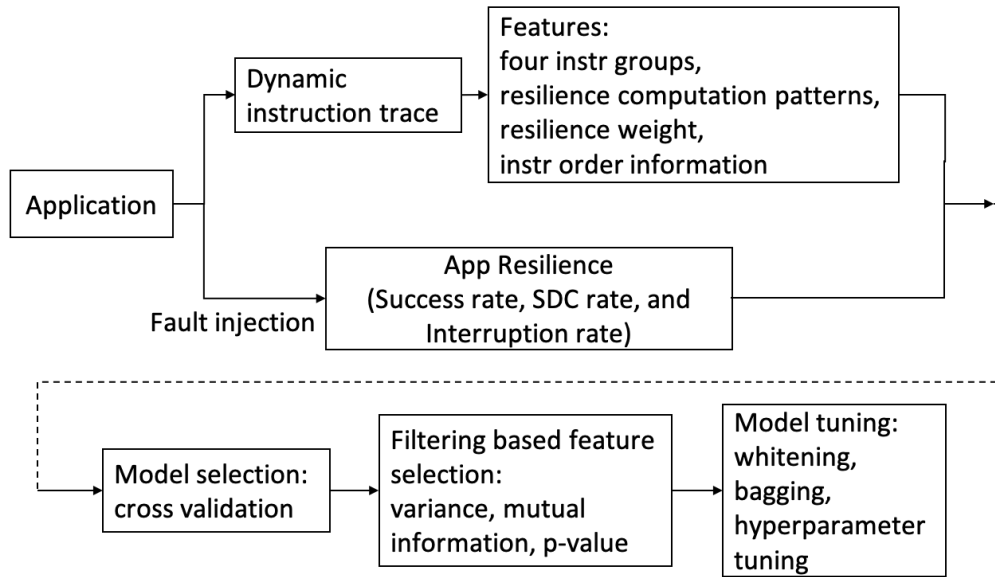 Application
Dynamic
instruction trace
Features:
four instr groups,
resilience computation patterns,
resilience weight,
instr order information
Fault injection
App Resilience
(Success rate, SDC rate, and
Interruption rate)
Model selection:
cross validation
Filtering based feature
selection:
variance, mutual
information, p-value
Model tuning:
whitening,
bagging,
hyperparameter
tuning